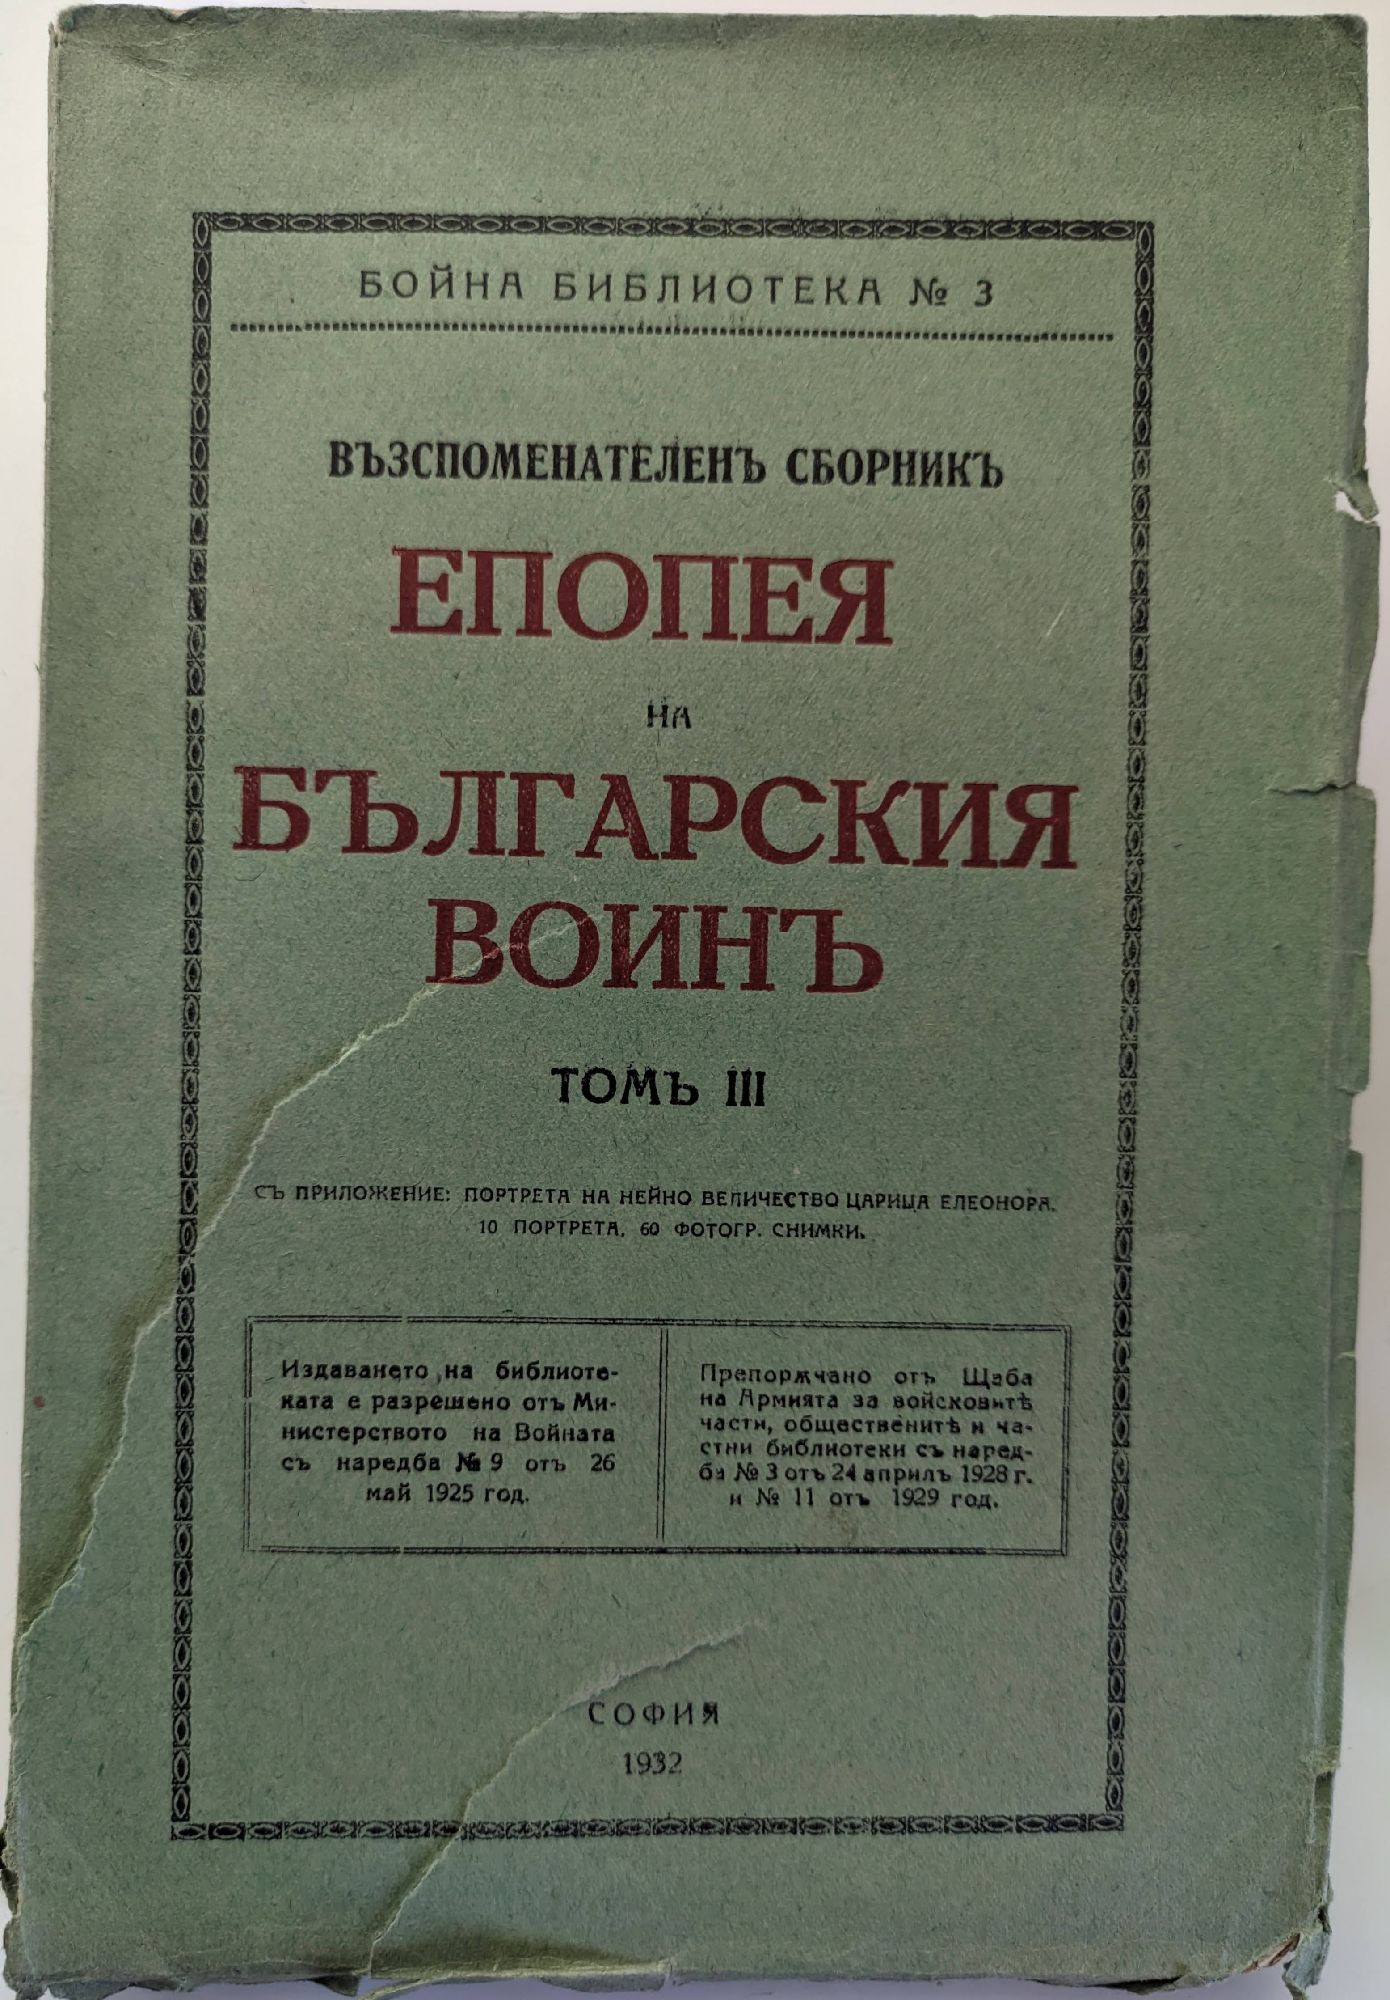 БОЙНА БИБЛИОТЕКА № 3
ВЪЗСПОМЕНАТЕЛЕНЪ СБОРНИКЪ
ЕПОПЕЯ
НА
БЪЛГАРСКИЯ
ВОИНЪ
ТОМЪ III
СЪ ПРИЛОЖЕНИЕ: ПОРТРЕТА НА НЕЙНО ВЕЛИЧЕСТВО ЦАРИЦА ЕЛЕОНОРА.
10 ПОРТРЕТА, 60 ФОТОГР. СНИМКИ.
Издаването на библиоте-
ката е разрешено отъ Ми-
нистерството на Войната
съ наредба № 9 отъ 26
май 1925 год.
Препорѫчано отъ Щаба
на Армията за войсковитѣ
части, общественитѣ и ча-
стни библиотеки съ наред-
ба № 3 отъ 24 априлъ 1928 г.
и № 11 отъ 1929 год.
СОФИЯ
1932